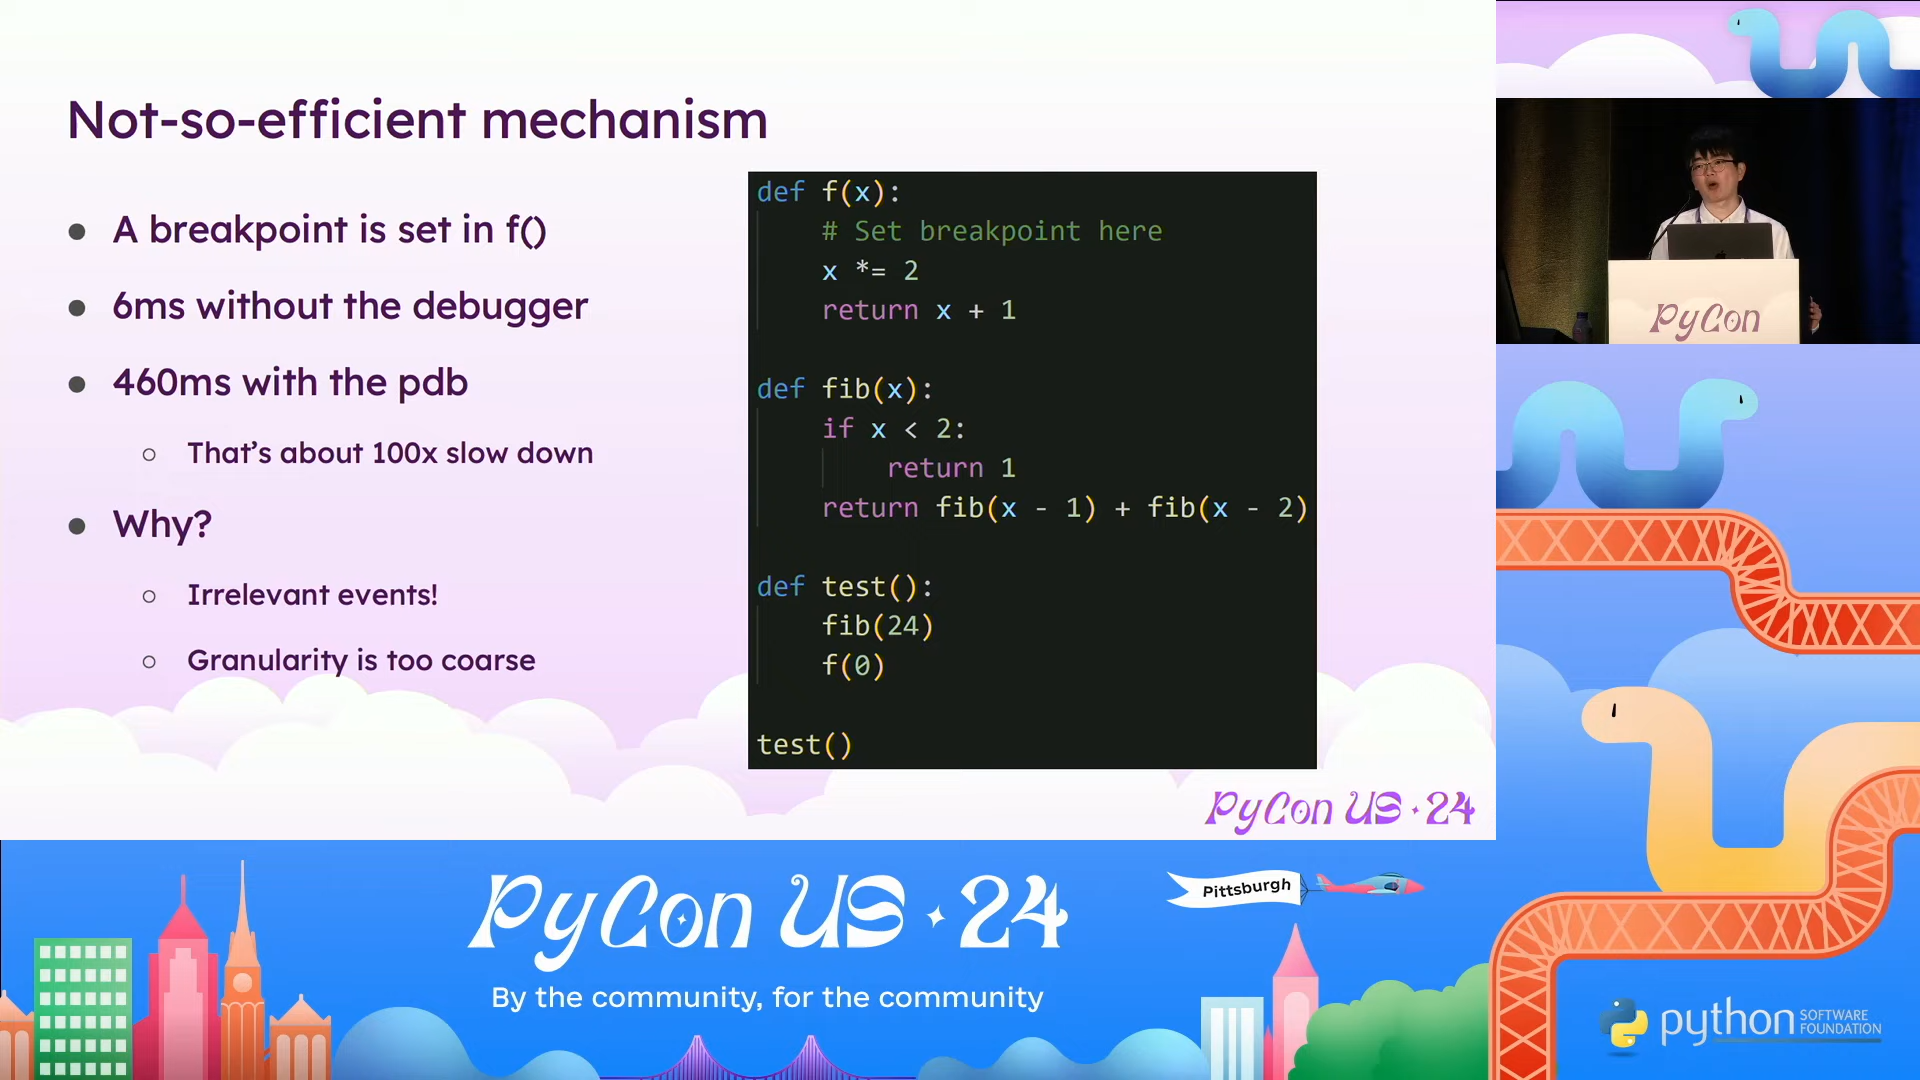 Not-so-efficient mechanism
● A breakpoint is set in f()
● 6ms without the debugger
● 460ms with the pdb
○ That's about 100x slow down
● Why?
○ Irrelevant events!
○ Granularity is too coarse
def f(x):
    # Set breakpoint here
    x *= 2
    return x + 1
def fib(x):
    if x < 2:
        return 1
    return fib(x - 1) + fib(x - 2)
def test():
    fib(24)
    f(0)
test()
PyCon US · 24
PyCon
PyCon US · 24
By the community, for the community
Pittsburgh
python
SOFTWARE
FOUNDATION